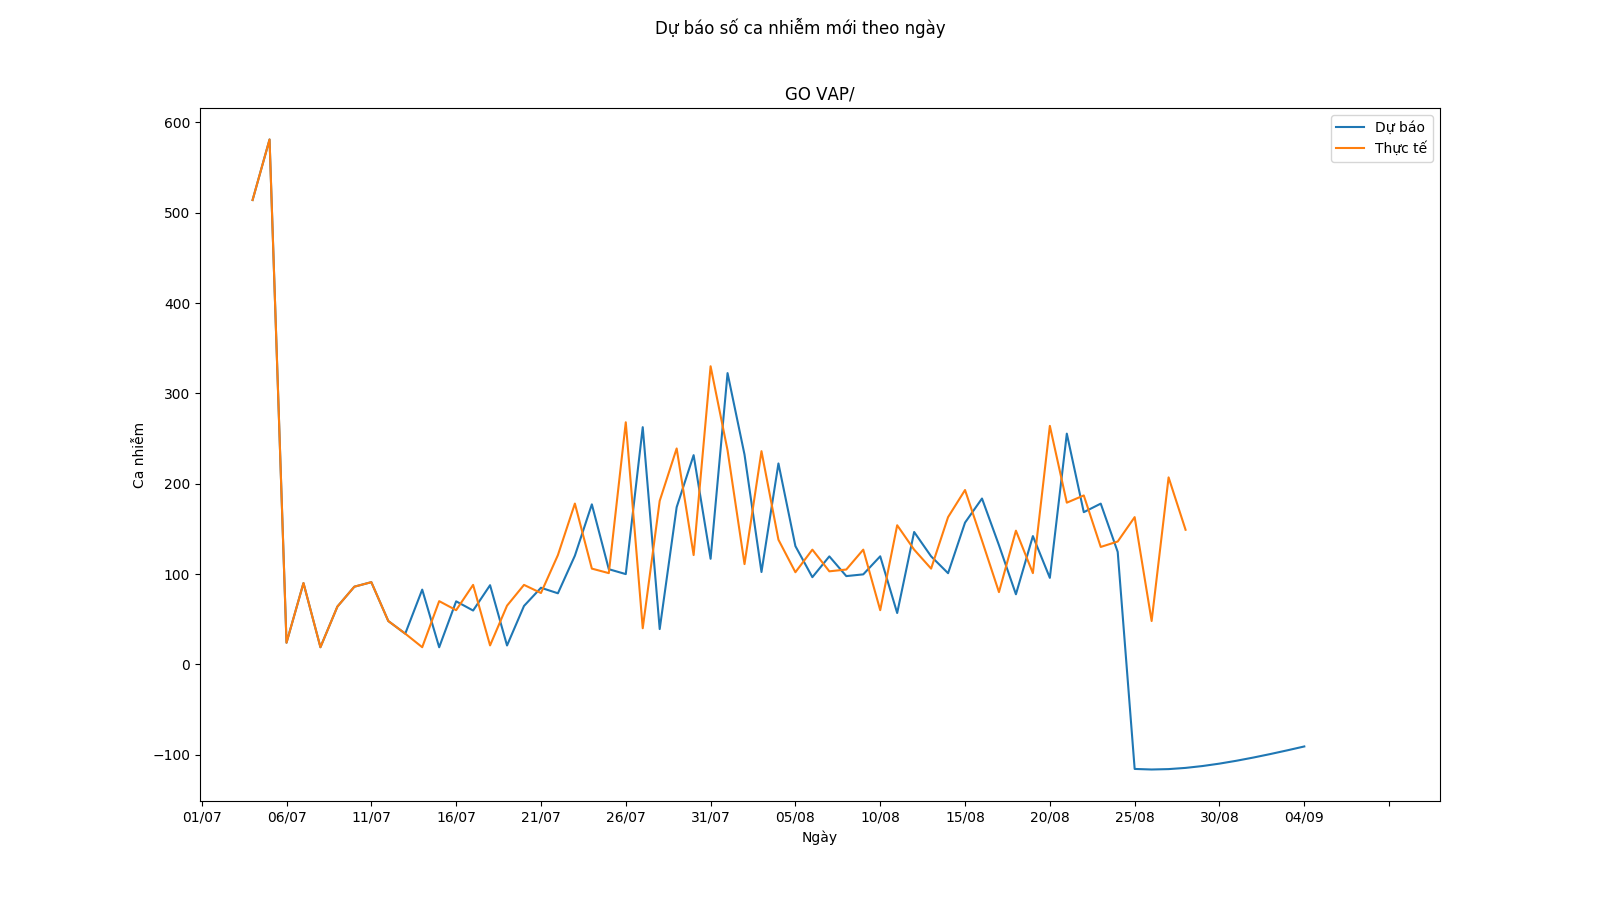 Dự báo số ca nhiễm mới theo ngày
GO VAP/
Dự báo
Thực tế
600
500
400
300
200
100
0
−100
Ca nhiễm
01/07 06/07 11/07 16/07 21/07 26/07 31/07 05/08 10/08 15/08 20/08 25/08 30/08 04/09
Ngày